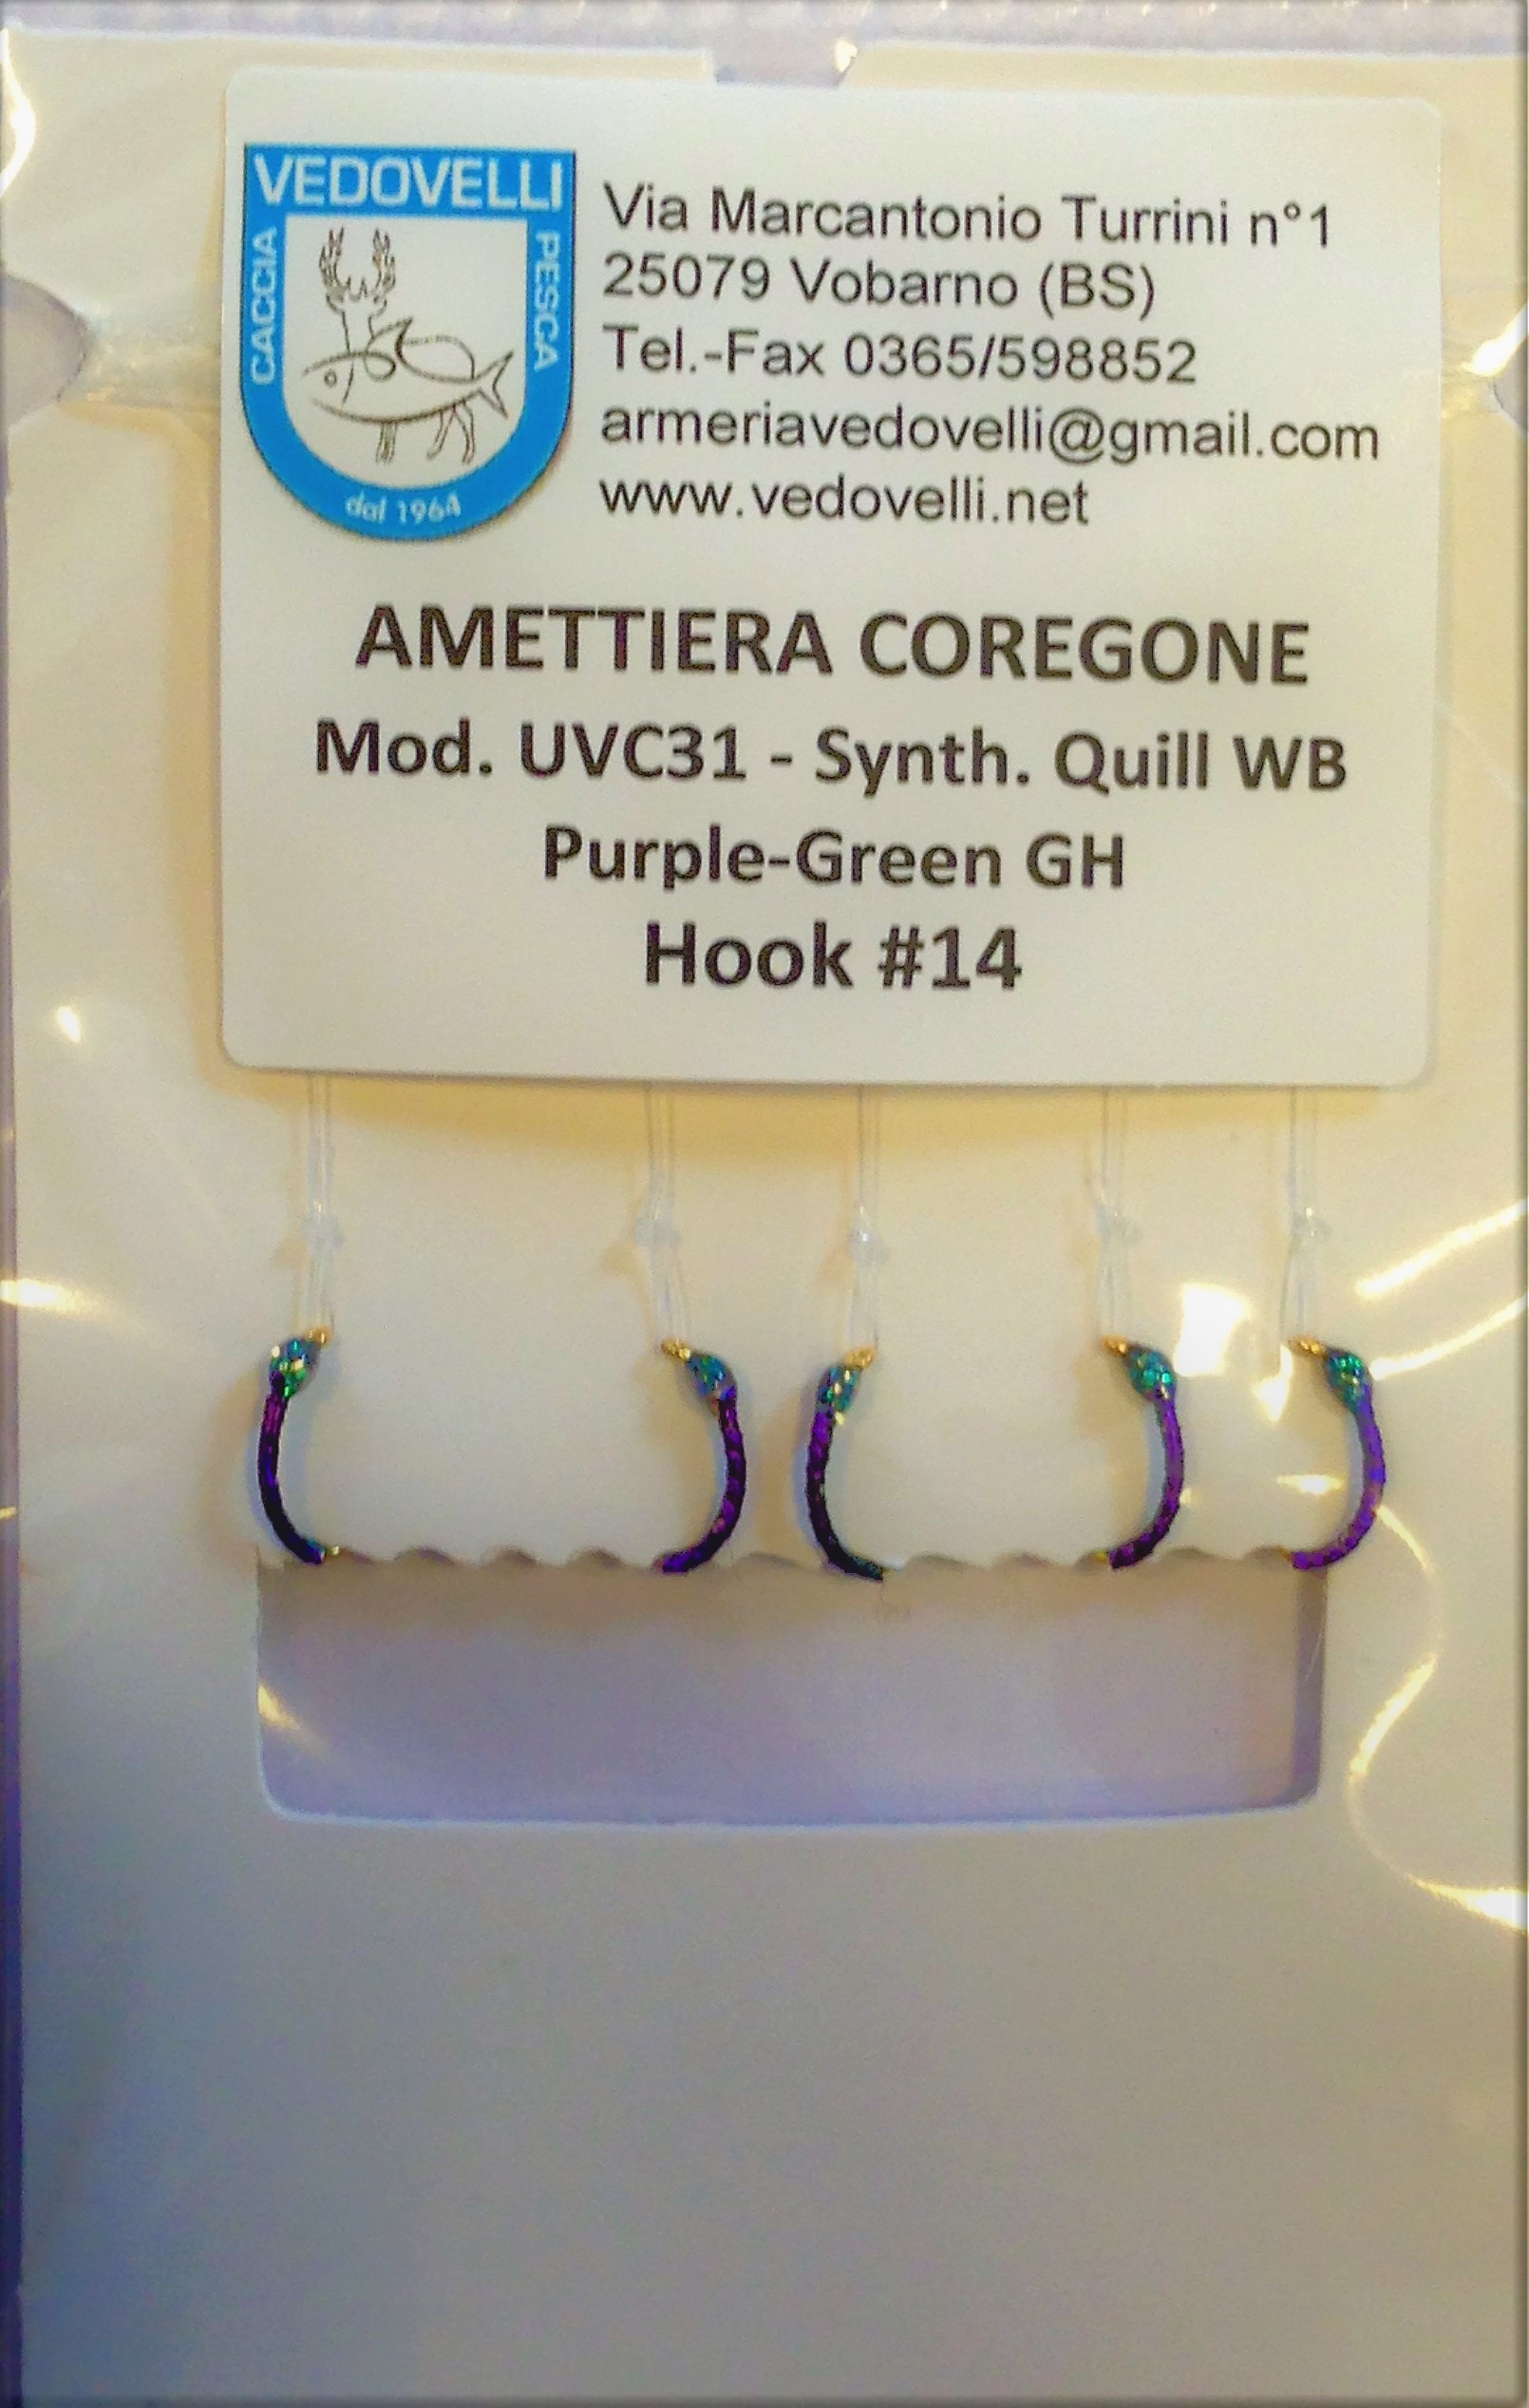 VEDOVELLI
CACCIA
PESCA
dal 1964
Via Marcantonio Turrini n°1
25079 Vobarno (BS)
Tel.-Fax 0365/598852
armeriavedovelli@gmail.com
www.vedovelli.net
AMETTIERA COREGONE
Mod. UVC31 - Synth. Quill WB
Purple-Green GH
Hook #14